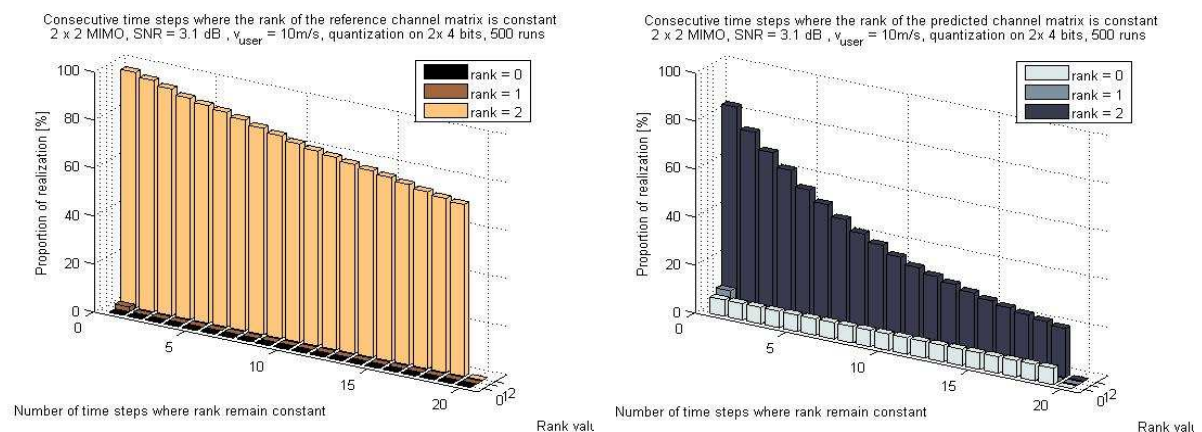 Consecutive time steps where the rank of the reference channel matrix is constant
2 x 2 MIMO, SNR = 3.1 dB , v_user = 10m/s, quantization on 2x 4 bits, 500 runs
100
80
60
40
20
0
Proportion of realization [%]
rank = 0
rank = 1
rank = 2
0
5
10
15
20
0
1
2
Number of time steps where rank remain constant
Rank valu
Consecutive time steps where the rank of the predicted channel matrix is constant
2 x 2 MIMO, SNR = 3.1 dB , v_user = 10m/s, quantization on 2x 4 bits, 500 runs
100
80
60
40
20
0
Proportion of realization [%]
rank = 0
rank = 1
rank = 2
0
5
10
15
20
0
1
2
Number of time steps where rank remain constant
Rank valu